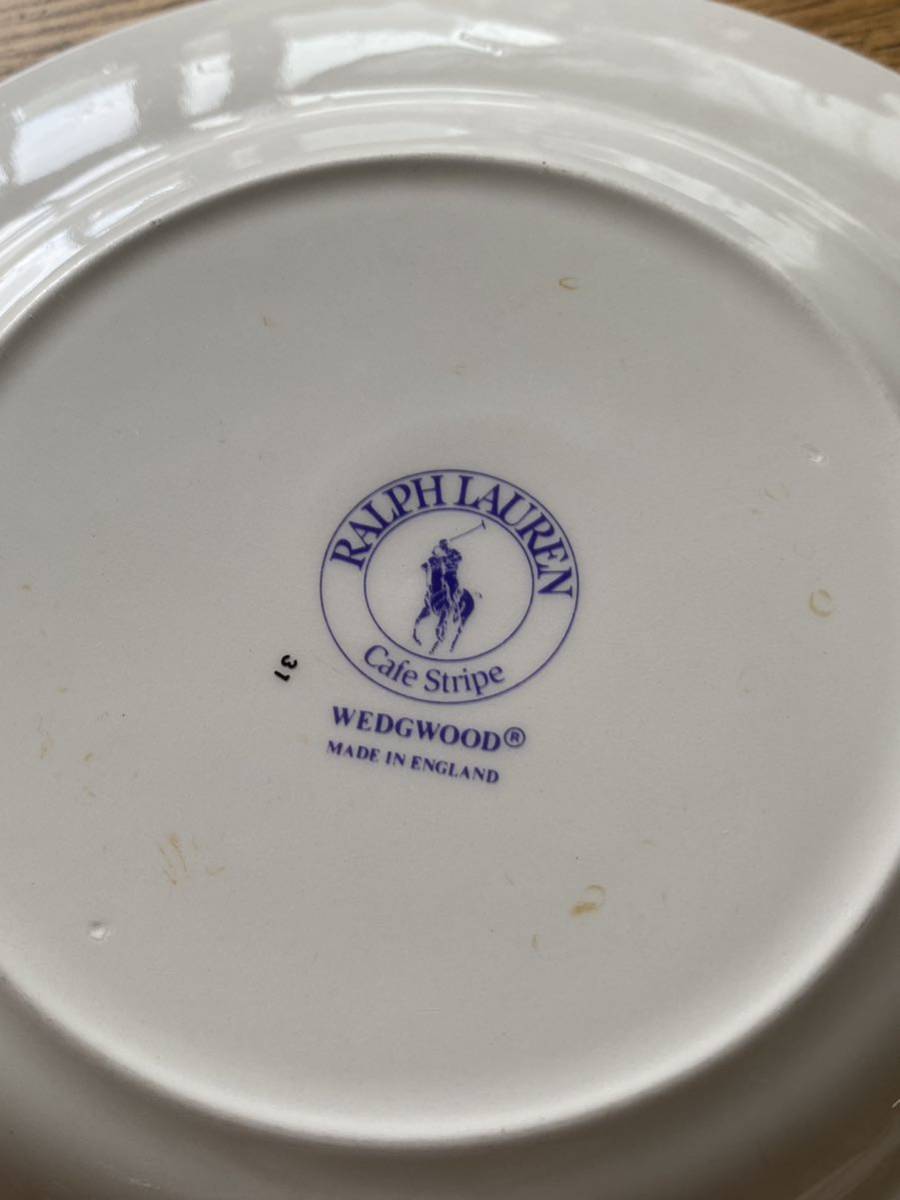 RALPH LAUREN
Cafe Stripe
31
WEDGWOOD®
MADE IN ENGLAND